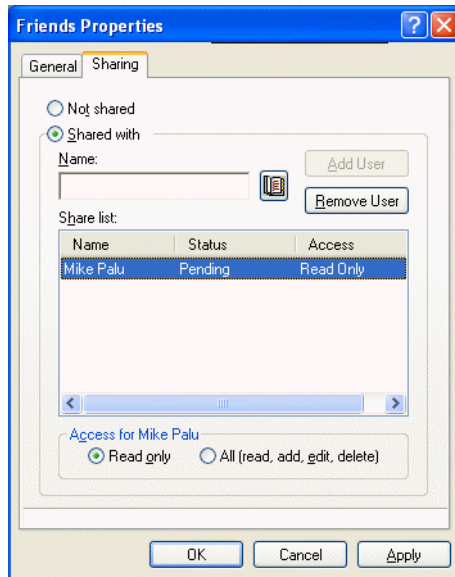 Friends Properties
General Sharing
Not shared
Shared with
Name:
Add User
Remove User
Share list:
Name Status Access
Mike Palu Pending Read Only
Access for Mike Palu
Read only All (read, add, edit, delete)
OK Cancel Apply